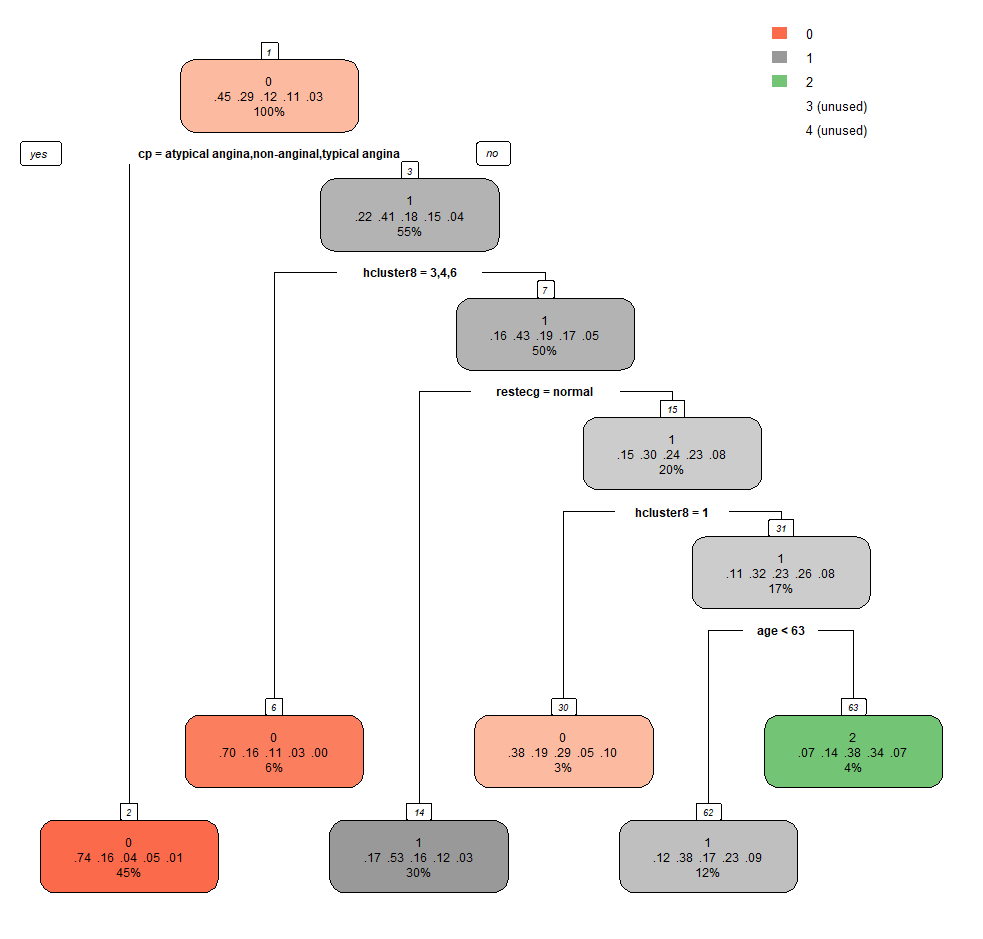 0
1
2
3 (unused)
4 (unused)
1
0
.45 .29 .12 .11 .03
100%
yes
cp = atypical angina,non-anginal,typical angina
no
3
1
.22 .41 .18 .15 .04
55%
hcluster8 = 3,4,6
7
1
.16 .43 .19 .17 .05
50%
restecg = normal
15
1
.15 .30 .24 .23 .08
20%
hcluster8 = 1
31
1
.11 .32 .23 .26 .08
17%
age < 63
6
0
.70 .16 .11 .03 .00
6%
30
0
.38 .19 .29 .05 .10
3%
63
2
.07 .14 .38 .34 .07
4%
2
0
.74 .16 .04 .05 .01
45%
14
1
.17 .53 .16 .12 .03
30%
62
1
.12 .38 .17 .23 .09
12%